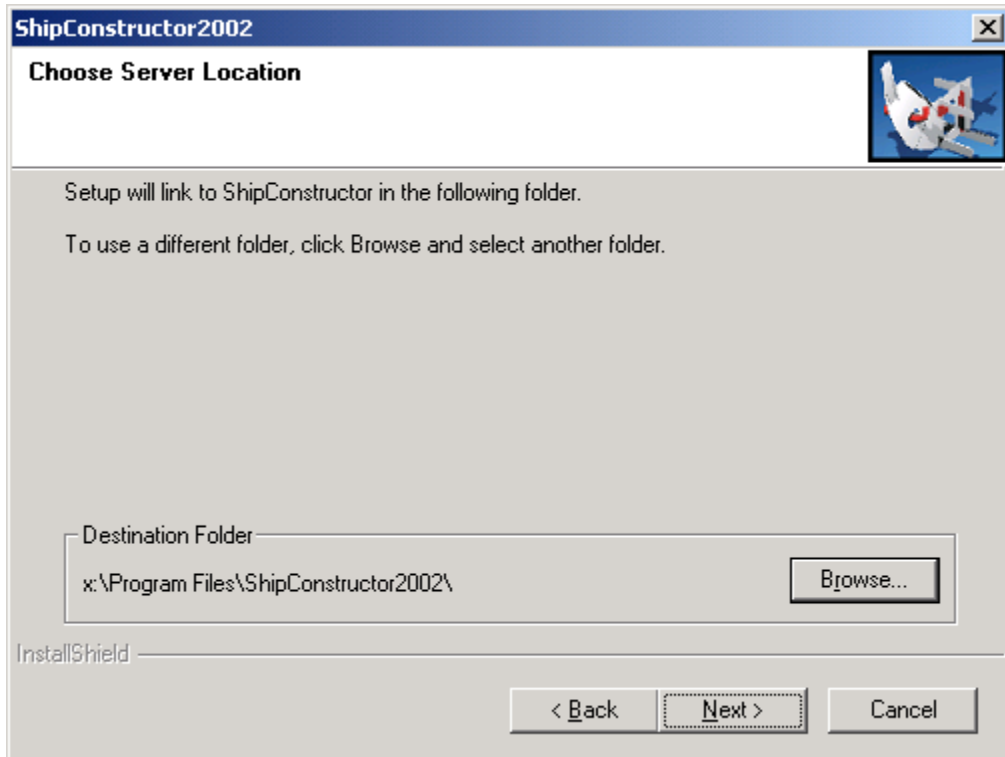 ShipConstructor2002
Choose Server Location
Setup will link to ShipConstructor in the following folder.
To use a different folder, click Browse and select another folder.
Destination Folder
x:\Program Files\ShipConstructor2002\
Browse...
InstallShield
< Back
Next >
Cancel